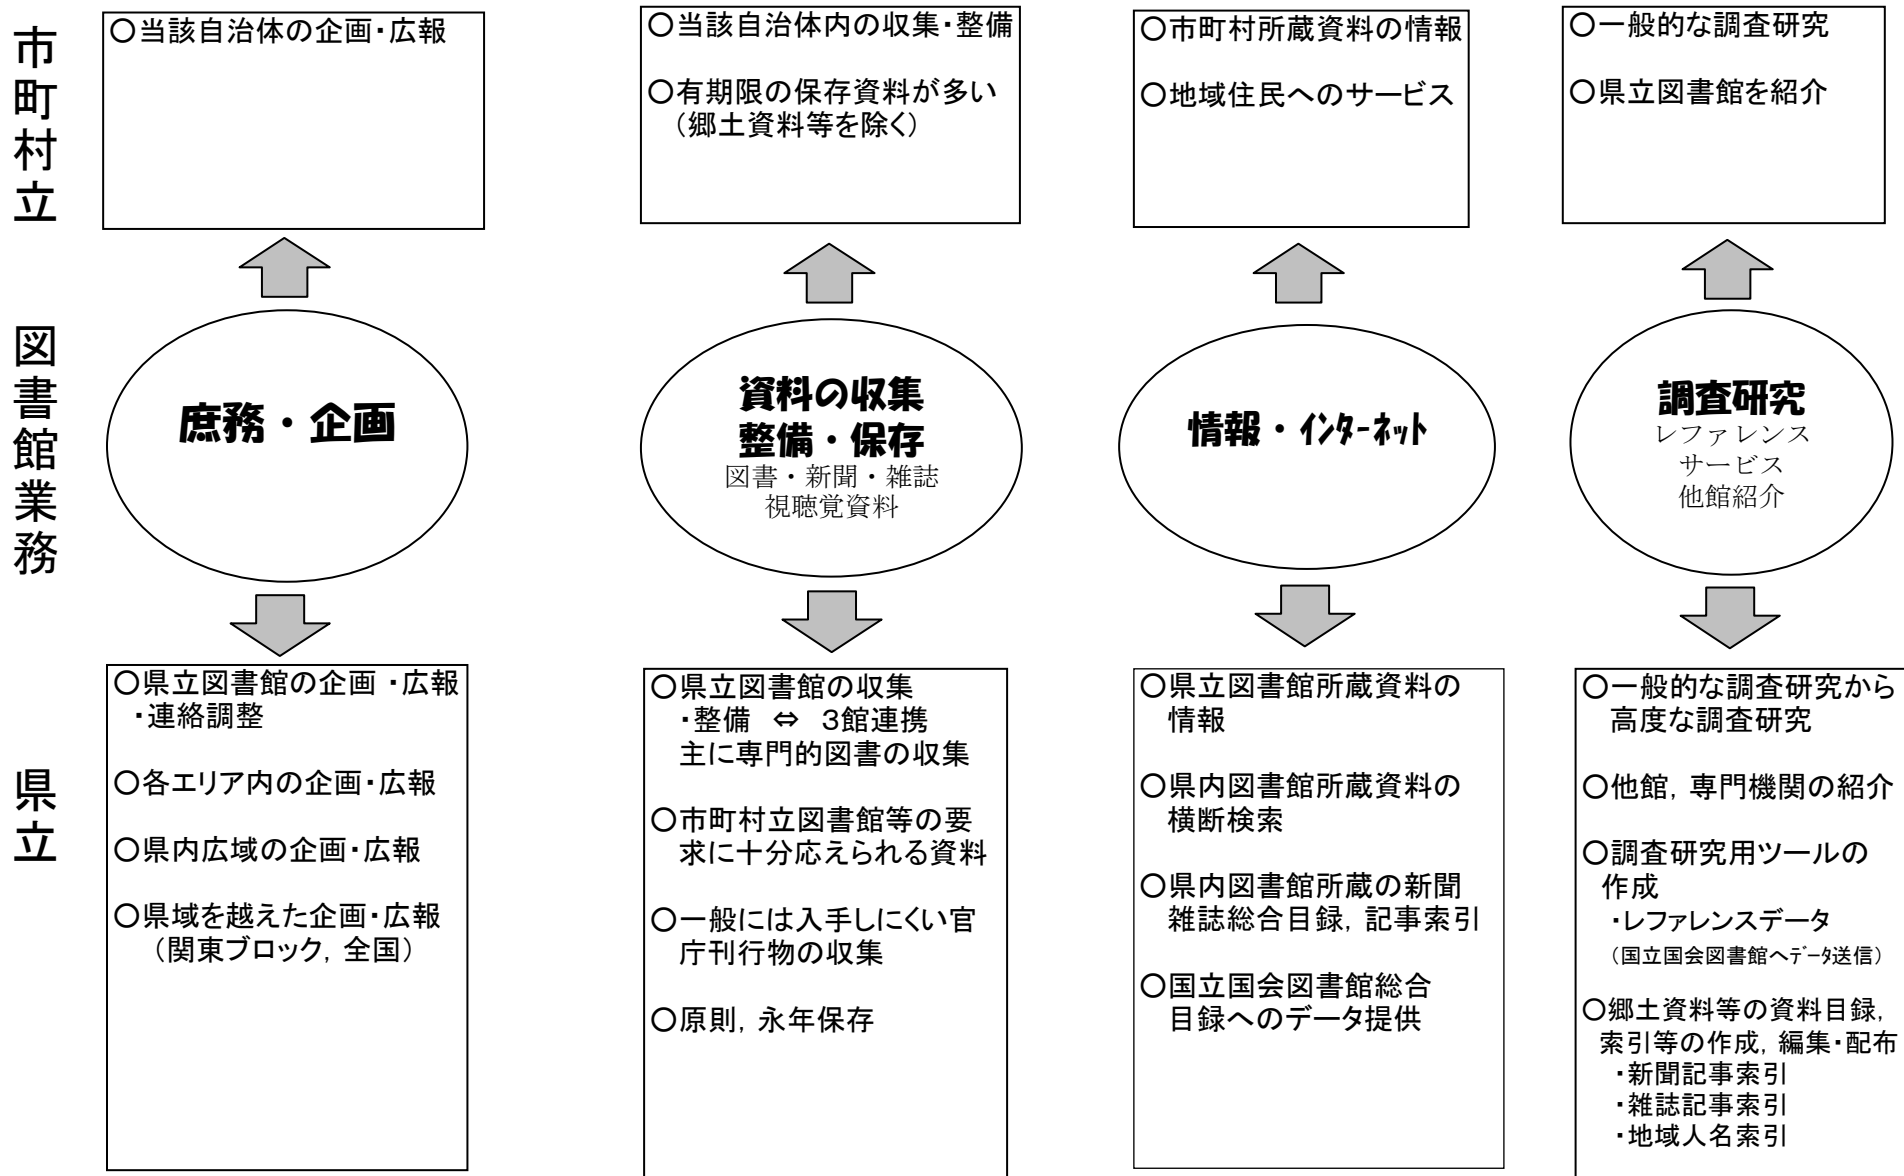 市町村立
○当該自治体の企画・広報
○当該自治体内の収集・整備
○有期限の保存資料が多い
（郷土資料等を除く）
○市町村所蔵資料の情報
○地域住民へのサービス
○一般的な調査研究
○県立図書館を紹介
図書館業務
庶務・企画
資料の収集
整備・保存
図書・新聞・雑誌
視聴覚資料
情報・ｲﾝﾀｰﾈｯﾄ
調査研究
レファレンス
サービス
他館紹介
県立
○県立図書館の企画・広報
・連絡調整
○各エリア内の企画・広報
○県内広域の企画・広報
○県域を越えた企画・広報
（関東ブロック，全国）
○県立図書館の収集
・整備 ⇔ ３館連携
主に専門的図書の収集
○市町村立図書館等の要
求に十分応えられる資料
○一般には入手しにくい官
庁刊行物の収集
○原則，永年保存
○県立図書館所蔵資料の
情報
○県内図書館所蔵資料の
横断検索
○県内図書館所蔵の新聞
雑誌総合目録，記事索引
○国立国会図書館総合
目録へのデータ提供
○一般的な調査研究から
高度な調査研究
○他館，専門機関の紹介
○調査研究用ツールの
作成
・レファレンスデータ
（国立国会図書館へﾃﾞｰﾀ送信）
○郷土資料等の資料目録，
索引等の作成，編集・配布
・新聞記事索引
・雑誌記事索引
・地域人名索引